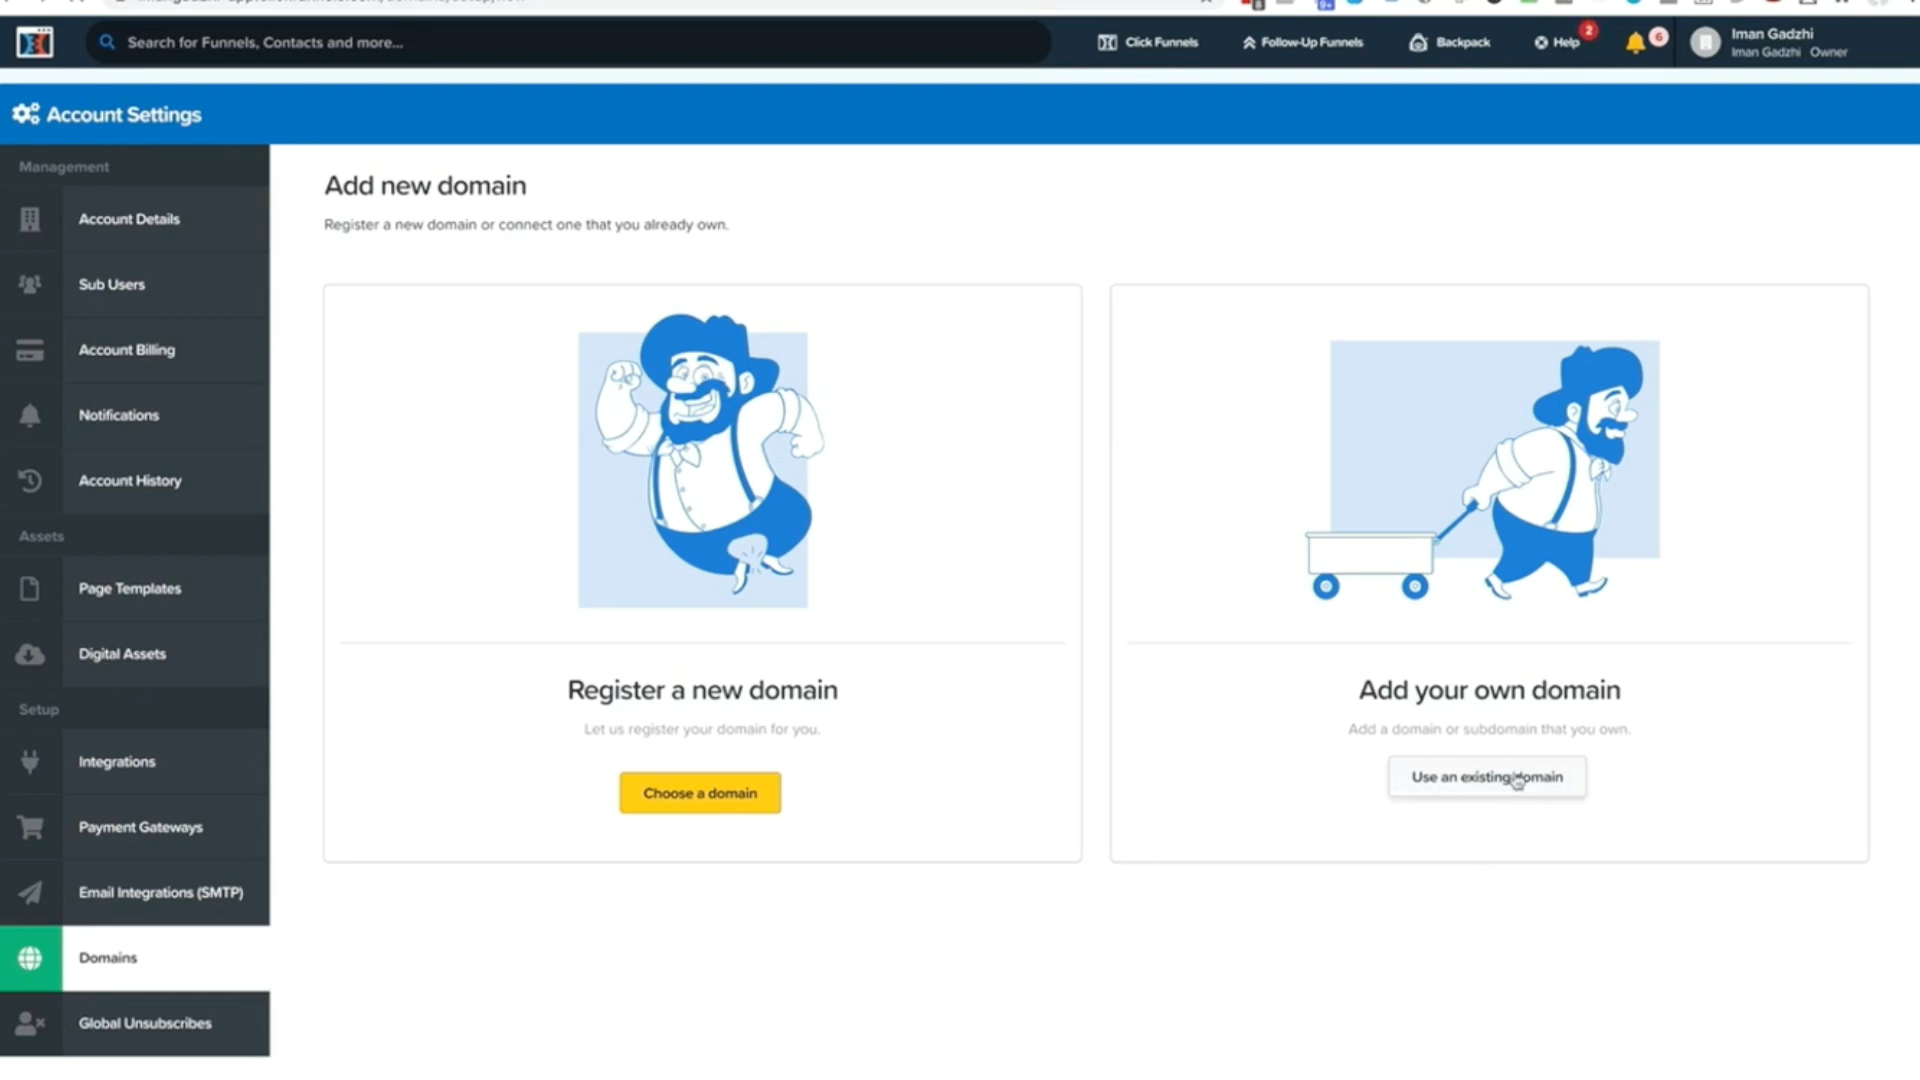 Search for Funnels, Contacts and more...
Click Funnels
Follow-Up Funnels
Backpack
Help
2
6
Iman Gadzhi
Iman Gadzhi Owner
Account Settings
Management
Account Details
Sub Users
Account Billing
Notifications
Account History
Assets
Page Templates
Digital Assets
Setup
Integrations
Payment Gateways
Email Integrations (SMTP)
Domains
Global Unsubscribes
Add new domain
Register a new domain or connect one that you already own.
Register a new domain
Let us register your domain for you.
Choose a domain
Add your own domain
Add a domain or subdomain that you own.
Use an existing domain